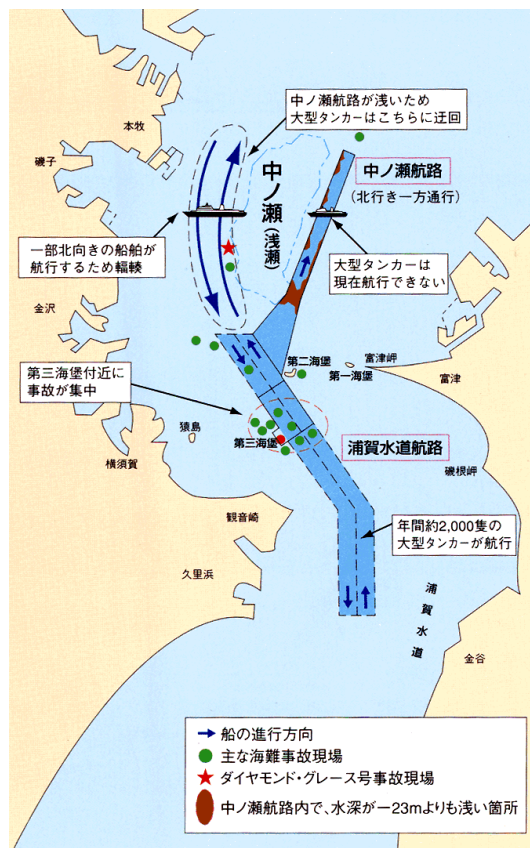 中ノ瀬航路が浅いため
大型タンカーはこちらに迂回
本牧
磯子
中ノ瀬
(浅瀬)
中ノ瀬航路
(北行き一方通行)
一部北向きの船舶が
航行するため輻輳
大型タンカーは
現在航行できない
金沢
第三海堡付近に
事故が集中
第二海堡
第一海堡
富津岬
富津
猿島
第三海堡
浦賀水道航路
横須賀
磯根岬
観音崎
年間約2,000隻の
大型タンカーが航行
久里浜
浦賀水道
金谷
船の進行方向
主な海難事故現場
ダイヤモンド・グレース号事故現場
中ノ瀬航路内で、水深が－23mよりも浅い箇所